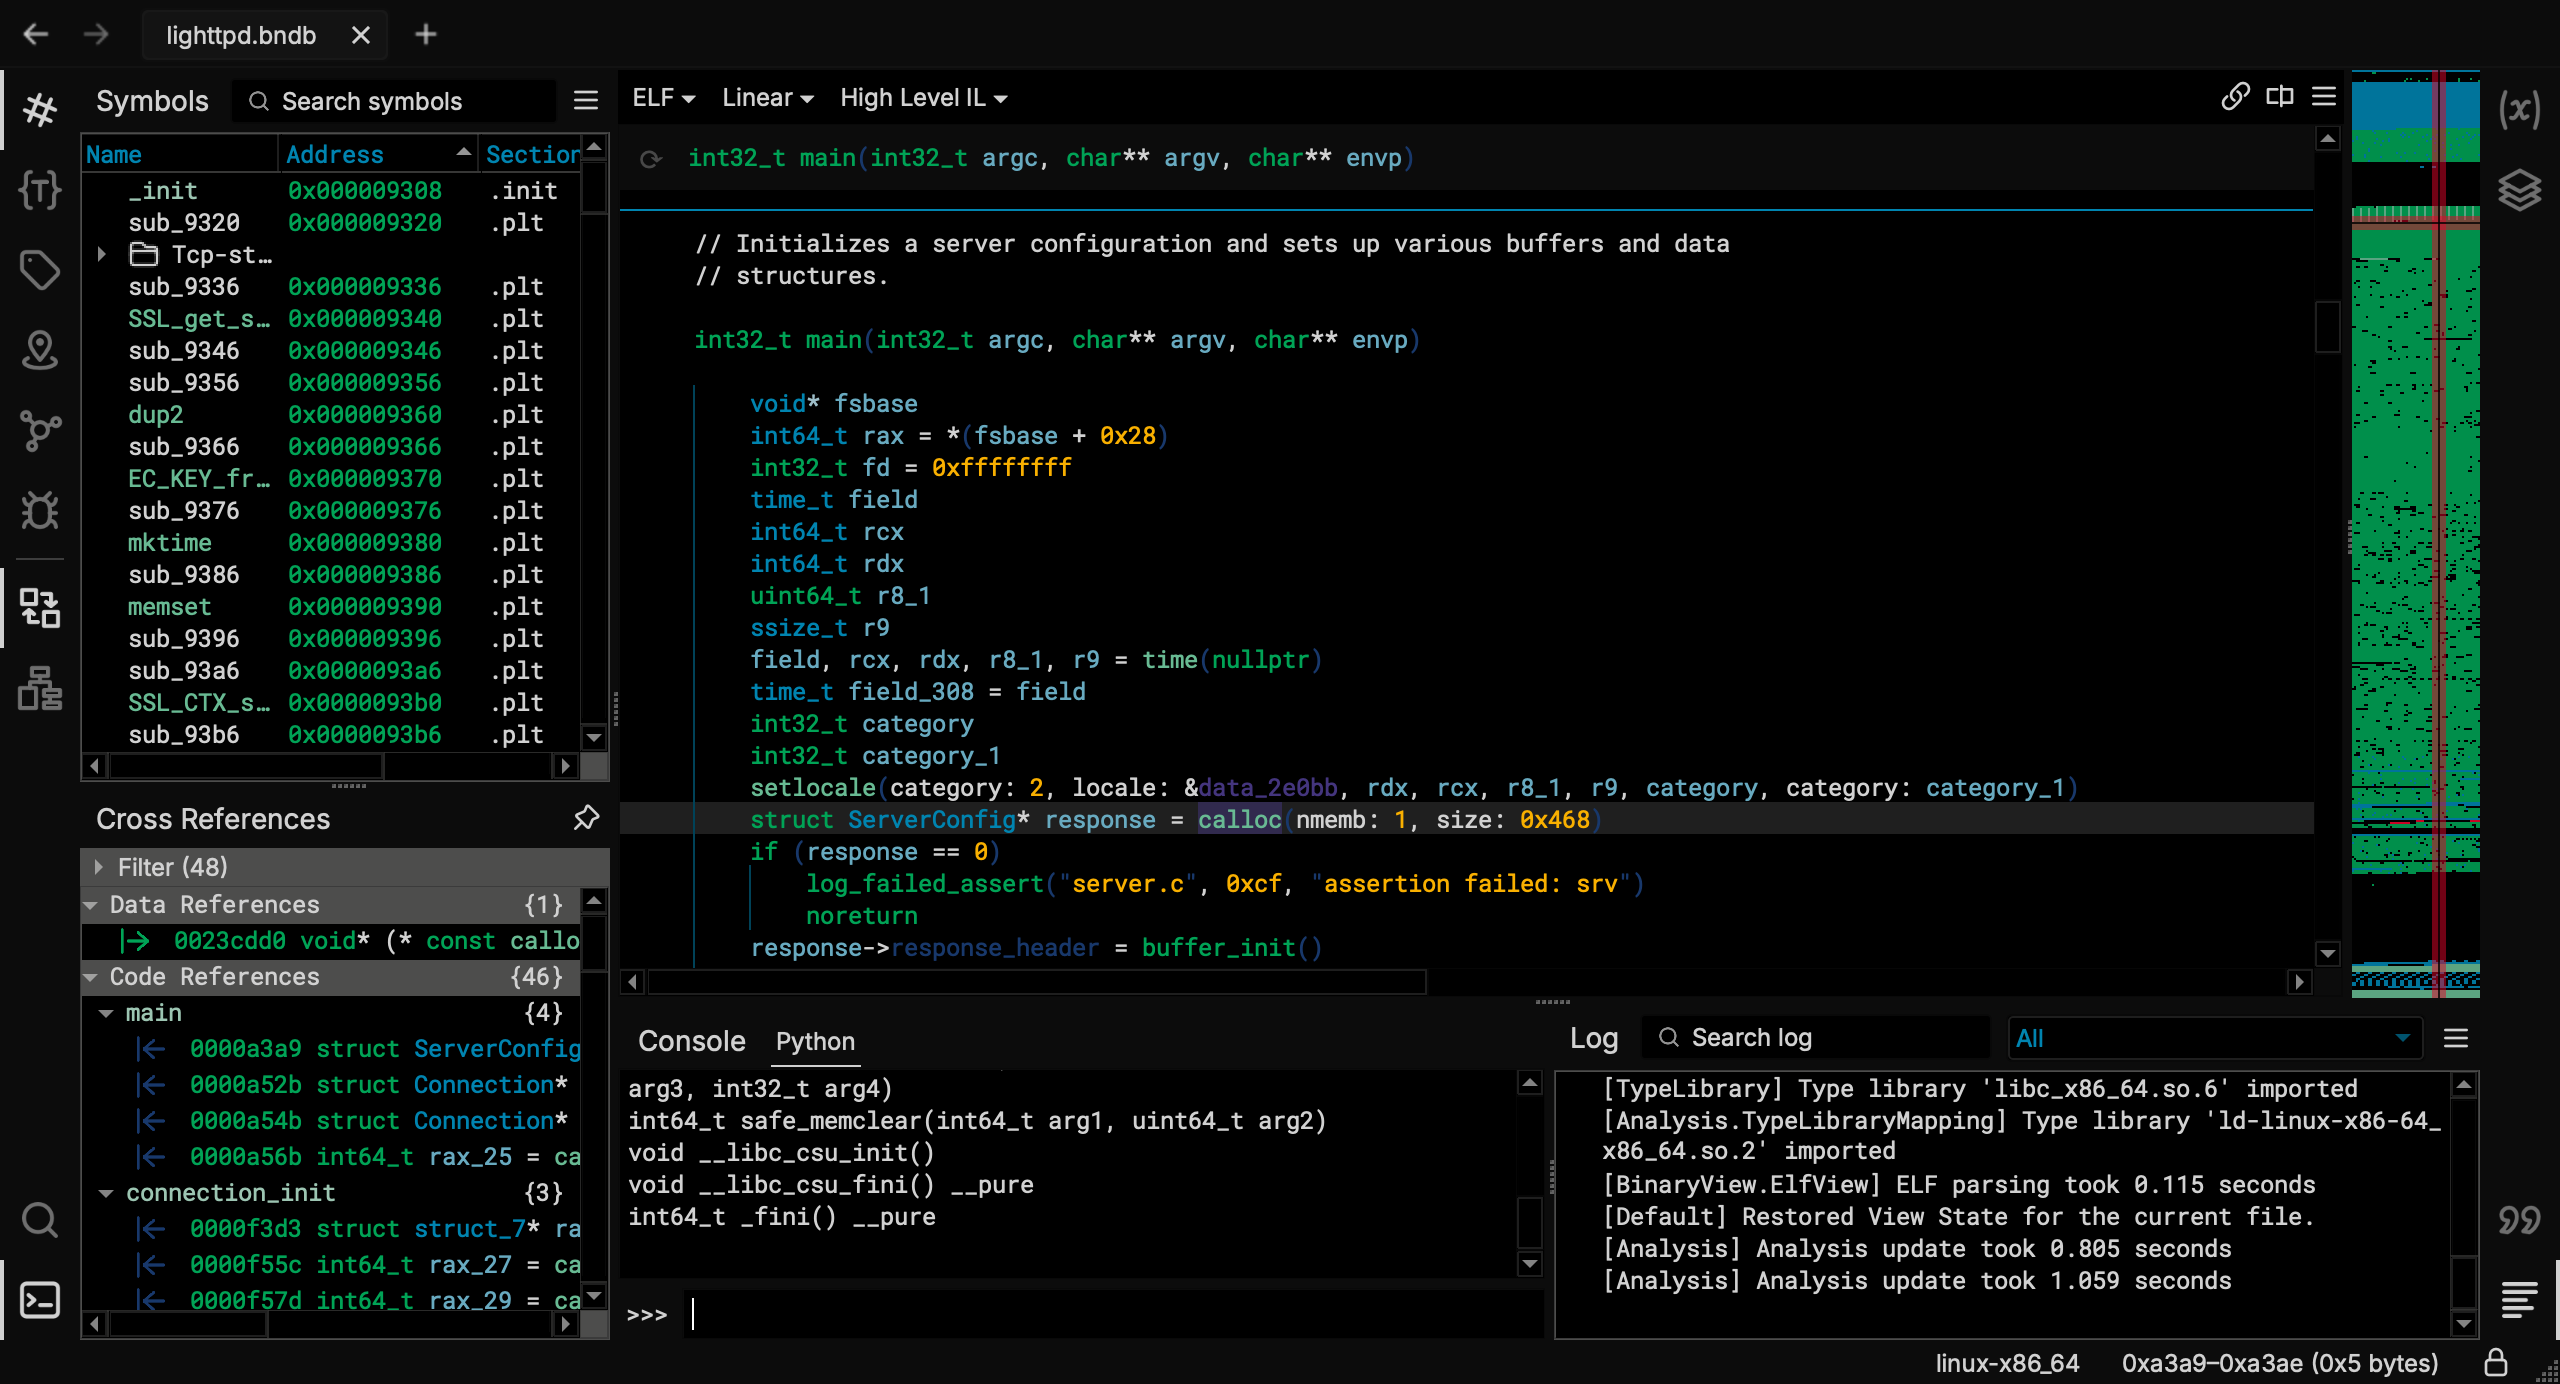 lighttpd.bndb
Symbols
Search symbols
Name Address Section
_init 0x000009308 .init
sub_9320 0x000009320 .plt
Tcp-st…
sub_9336 0x000009336 .plt
SSL_get_s… 0x000009340 .plt
sub_9346 0x000009346 .plt
sub_9356 0x000009356 .plt
dup2 0x000009360 .plt
sub_9366 0x000009366 .plt
EC_KEY_fr… 0x000009370 .plt
sub_9376 0x000009376 .plt
mktime 0x000009380 .plt
sub_9386 0x000009386 .plt
memset 0x000009390 .plt
sub_9396 0x000009396 .plt
sub_93a6 0x0000093a6 .plt
SSL_CTX_s… 0x0000093b0 .plt
sub_93b6 0x0000093b6 .plt
Cross References
Filter (48)
Data References {1}
0023cdd0 void* (* const callo
Code References {46}
main {4}
0000a3a9 struct ServerConfig
0000a52b struct Connection*
0000a54b struct Connection*
0000a56b int64_t rax_25 = ca
connection_init {3}
0000f3d3 struct struct_7* ra
0000f55c int64_t rax_27 = ca
0000f57d int64_t rax_29 = ca
ELF Linear High Level IL
int32_t main(int32_t argc, char** argv, char** envp)
// Initializes a server configuration and sets up various buffers and data
// structures.
int32_t main(int32_t argc, char** argv, char** envp)
void* fsbase
int64_t rax = *(fsbase + 0x28)
int32_t fd = 0xffffffff
time_t field
int64_t rcx
int64_t rdx
uint64_t r8_1
ssize_t r9
field, rcx, rdx, r8_1, r9 = time(nullptr)
time_t field_308 = field
int32_t category
int32_t category_1
setlocale(category: 2, locale: &data_2e0bb, rdx, rcx, r8_1, r9, category, category: category_1)
struct ServerConfig* response = calloc(nmemb: 1, size: 0x468)
if (response == 0)
log_failed_assert("server.c", 0xcf, "assertion failed: srv")
noreturn
response->response_header = buffer_init()
Console Python
arg3, int32_t arg4)
int64_t safe_memclear(int64_t arg1, uint64_t arg2)
void __libc_csu_init()
void __libc_csu_fini() __pure
int64_t _fini() __pure
>>>
Log
Search log
All
[TypeLibrary] Type library 'libc_x86_64.so.6' imported
[Analysis.TypeLibraryMapping] Type library 'ld-linux-x86-64_
x86_64.so.2' imported
[BinaryView.ElfView] ELF parsing took 0.115 seconds
[Default] Restored View State for the current file.
[Analysis] Analysis update took 0.805 seconds
[Analysis] Analysis update took 1.059 seconds
linux-x86_64 0xa3a9–0xa3ae (0x5 bytes)